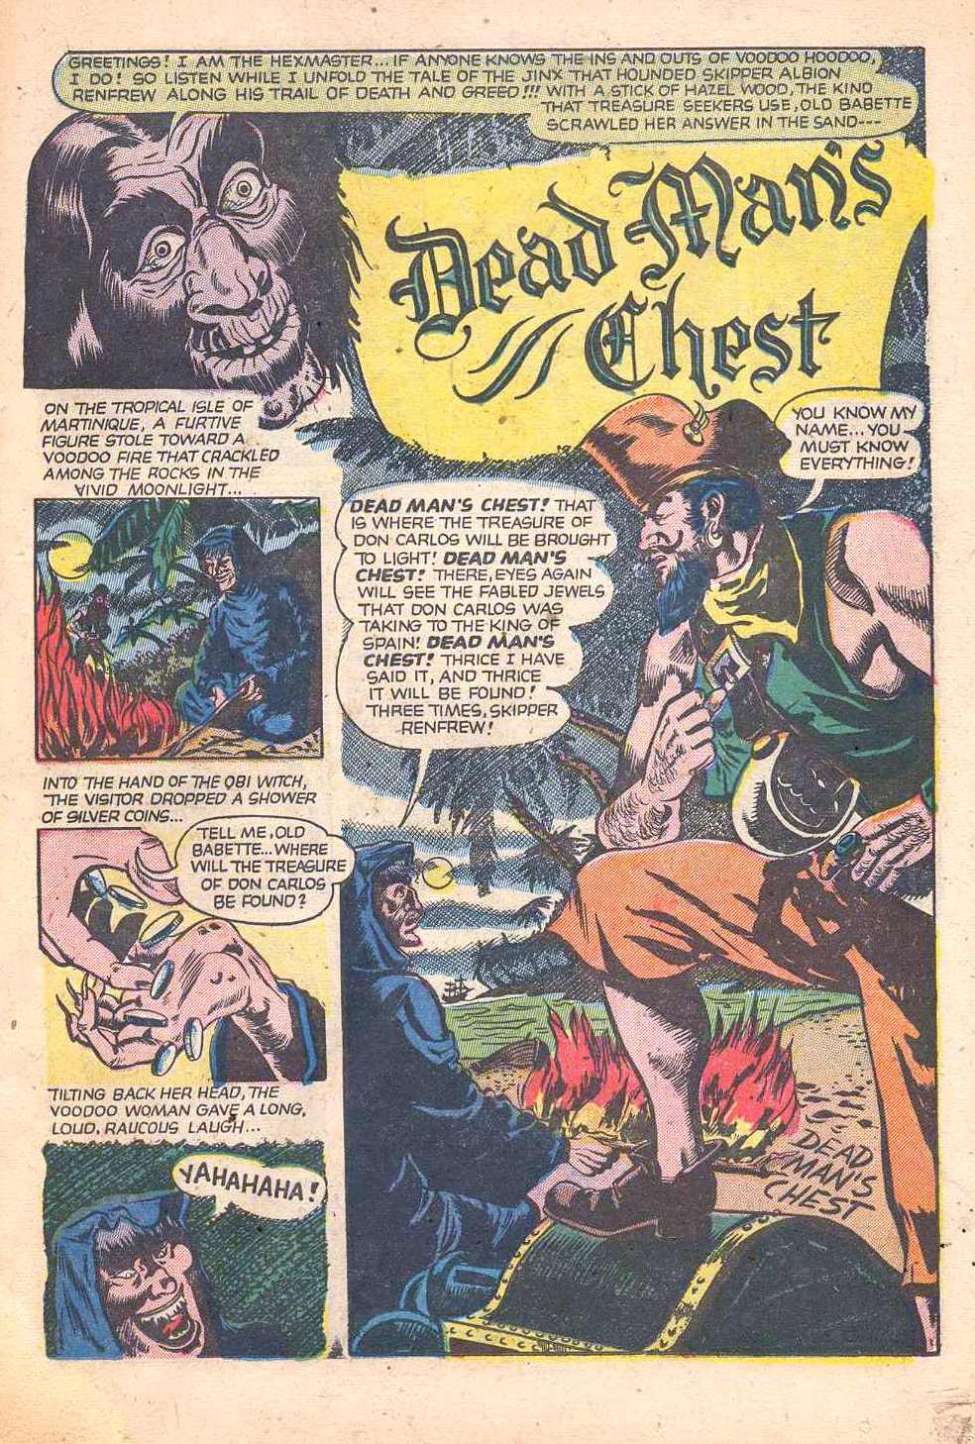 GREETINGS! I AM THE HEXMASTER... IF ANYONE KNOWS THE INS AND OUTS OF VOODOO HOODOO,
I DO! SO LISTEN WHILE I UNFOLD THE TALE OF THE JINX THAT HOUNDED SKIPPER ALBION
RENFREW ALONG HIS TRAIL OF DEATH AND GREED!!! WITH A STICK OF HAZEL WOOD, THE KIND
THAT TREASURE SEEKERS USE, OLD BABETTE
SCRAWLED HER ANSWER IN THE SAND---
Dead Man's
Chest
ON THE TROPICAL ISLE OF
MARTINIQUE, A FURTIVE
FIGURE STOLE TOWARD A
VOODOO FIRE THAT CRACKLED
AMONG THE ROCKS IN THE
VIVID MOONLIGHT...
INTO THE HAND OF THE OBI WITCH,
THE VISITOR DROPPED A SHOWER
OF SILVER COINS...
TELL ME, OLD
BABETTE... WHERE
WILL THE TREASURE
OF DON CARLOS
BE FOUND?
TILTING BACK HER HEAD, THE
VOODOO WOMAN GAVE A LONG,
LOUD, RAUCOUS LAUGH...
YAHAHAHA!
DEAD MAN'S CHEST! THAT
IS WHERE THE TREASURE OF
DON CARLOS WILL BE BROUGHT
TO LIGHT! DEAD MAN'S
CHEST! THERE, EYES AGAIN
WILL SEE THE FABLED JEWELS
THAT DON CARLOS WAS
TAKING TO THE KING OF
SPAIN! DEAD MAN'S
CHEST! THRICE I HAVE
SAID IT, AND THRICE
IT WILL BE FOUND!
THREE TIMES, SKIPPER
RENFREW!
YOU KNOW MY
NAME... YOU
MUST KNOW
EVERYTHING!
DEAD
MAN'S
CHEST